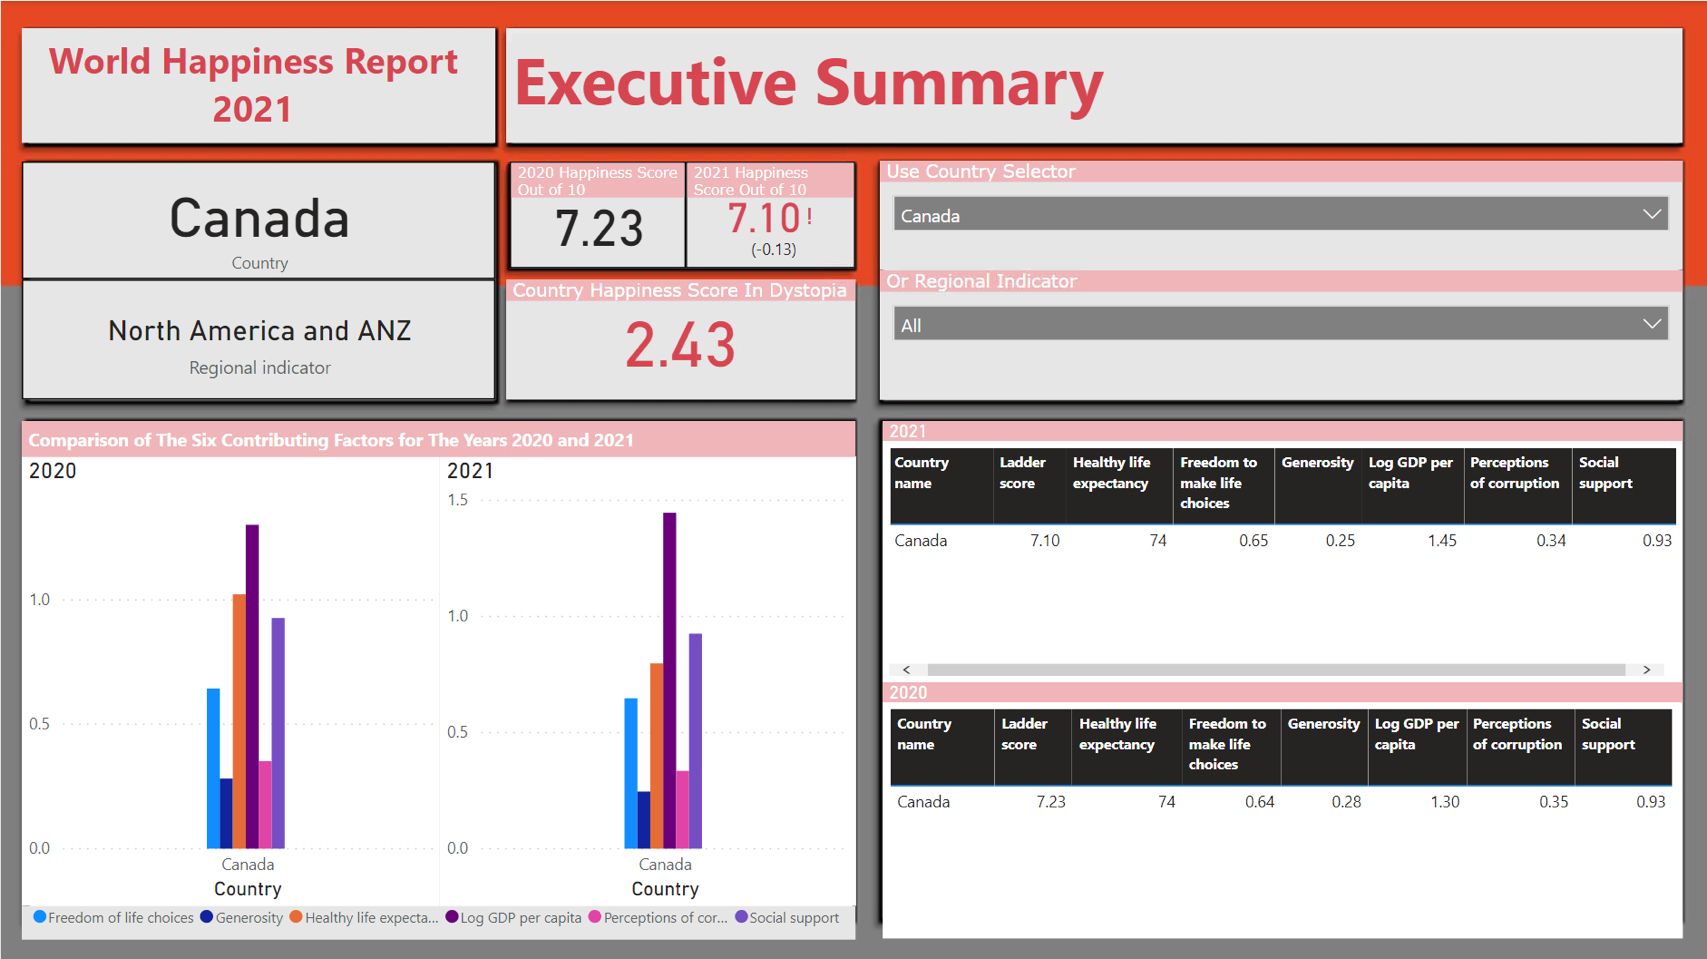 World Happiness Report
2021
Executive Summary
Canada
Country
North America and ANZ
Regional indicator
2020 Happiness Score
Out of 10
7.23
2021 Happiness
Score Out of 10
7.10 !
(-0.13)
Country Happiness Score In Dystopia
2.43
Use Country Selector
Canada
Or Regional Indicator
All
Comparison of The Six Contributing Factors for The Years 2020 and 2021
2020
1.0
0.5
0.0
Canada
Country
2021
1.5
1.0
0.5
0.0
Canada
Country
Freedom of life choices Generosity Healthy life expecta... Log GDP per capita Perceptions of cor... Social support
2021
Country name Ladder score Healthy life expectancy Freedom to make life choices Generosity Log GDP per capita Perceptions of corruption Social support
Canada 7.10 74 0.65 0.25 1.45 0.34 0.93
2020
Country name Ladder score Healthy life expectancy Freedom to make life choices Generosity Log GDP per capita Perceptions of corruption Social support
Canada 7.23 74 0.64 0.28 1.30 0.35 0.93